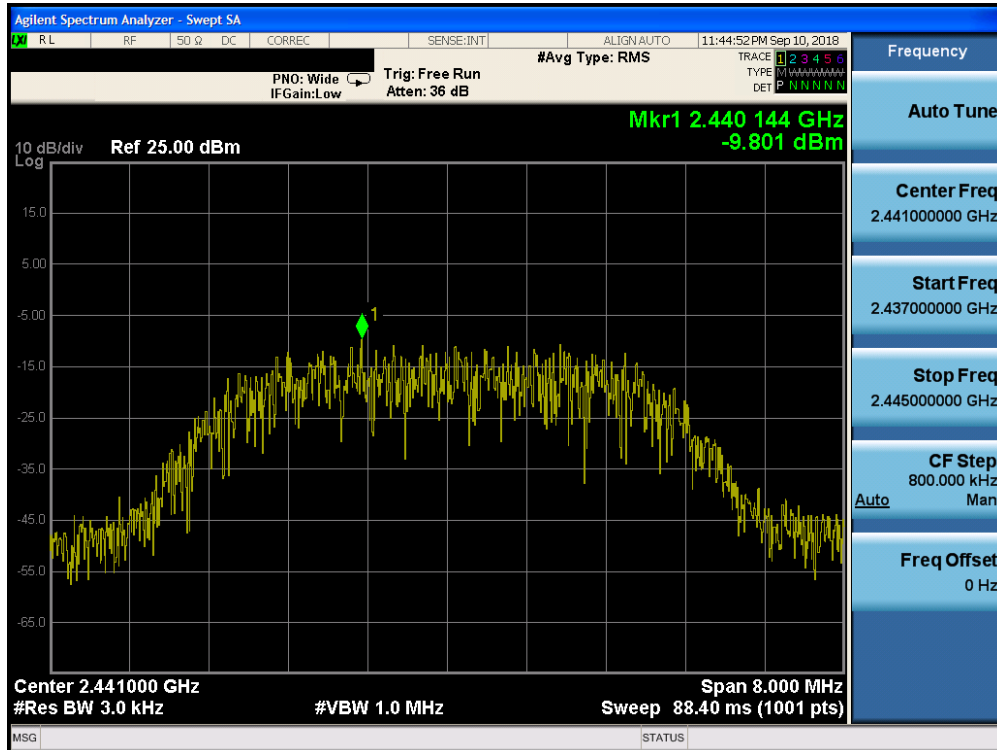 Agilent Spectrum Analyzer - Swept SA
LXI RL RF 50 Ω DC CORREC SENSE:INT ALIGN AUTO 11:44:52 PM Sep 10, 2018
Frequency
#Avg Type: RMS
TRACE 1 2 3 4 5 6
PNO: Wide Trig: Free Run
TYPE M WWWWW
IFGain:Low Atten: 36 dB
DET P N N N N N
Auto Tune
Mkr1 2.440 144 GHz
-9.801 dBm
10 dB/div Ref 25.00 dBm
Log
15.0
5.00
-5.00
-15.0
-25.0
-35.0
-45.0
-55.0
-65.0
1
Center Freq
2.441000000 GHz
Start Freq
2.437000000 GHz
Stop Freq
2.445000000 GHz
CF Step
800.000 kHz
Auto Man
Freq Offset
0 Hz
Center 2.441000 GHz Span 8.000 MHz
#Res BW 3.0 kHz #VBW 1.0 MHz Sweep 88.40 ms (1001 pts)
MSG STATUS